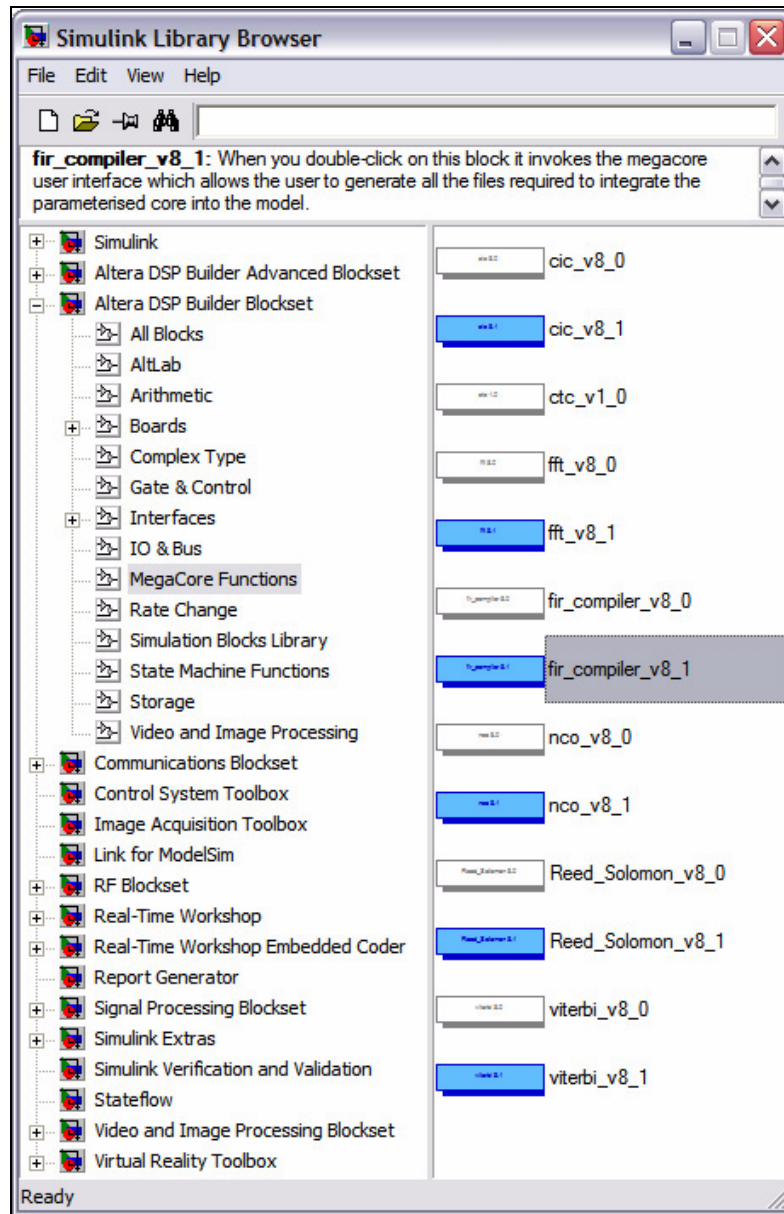 Simulink Library Browser
File Edit View Help
fir_compiler_v8_1: When you double-click on this block it invokes the megacore
user interface which allows the user to generate all the files required to integrate the
parameterised core into the model.
Simulink
Altera DSP Builder Advanced Blockset
Altera DSP Builder Blockset
All Blocks
AltLab
Arithmetic
Boards
Complex Type
Gate & Control
Interfaces
IO & Bus
MegaCore Functions
Rate Change
Simulation Blocks Library
State Machine Functions
Storage
Video and Image Processing
Communications Blockset
Control System Toolbox
Image Acquisition Toolbox
Link for ModelSim
RF Blockset
Real-Time Workshop
Real-Time Workshop Embedded Coder
Report Generator
Signal Processing Blockset
Simulink Extras
Simulink Verification and Validation
Stateflow
Video and Image Processing Blockset
Virtual Reality Toolbox
cic_v8_0
cic_v8_1
ctc_v1_0
fft_v8_0
fft_v8_1
fir_compiler_v8_0
fir_compiler_v8_1
nco_v8_0
nco_v8_1
Reed_Solomon_v8_0
Reed_Solomon_v8_1
viterbi_v8_0
viterbi_v8_1
Ready